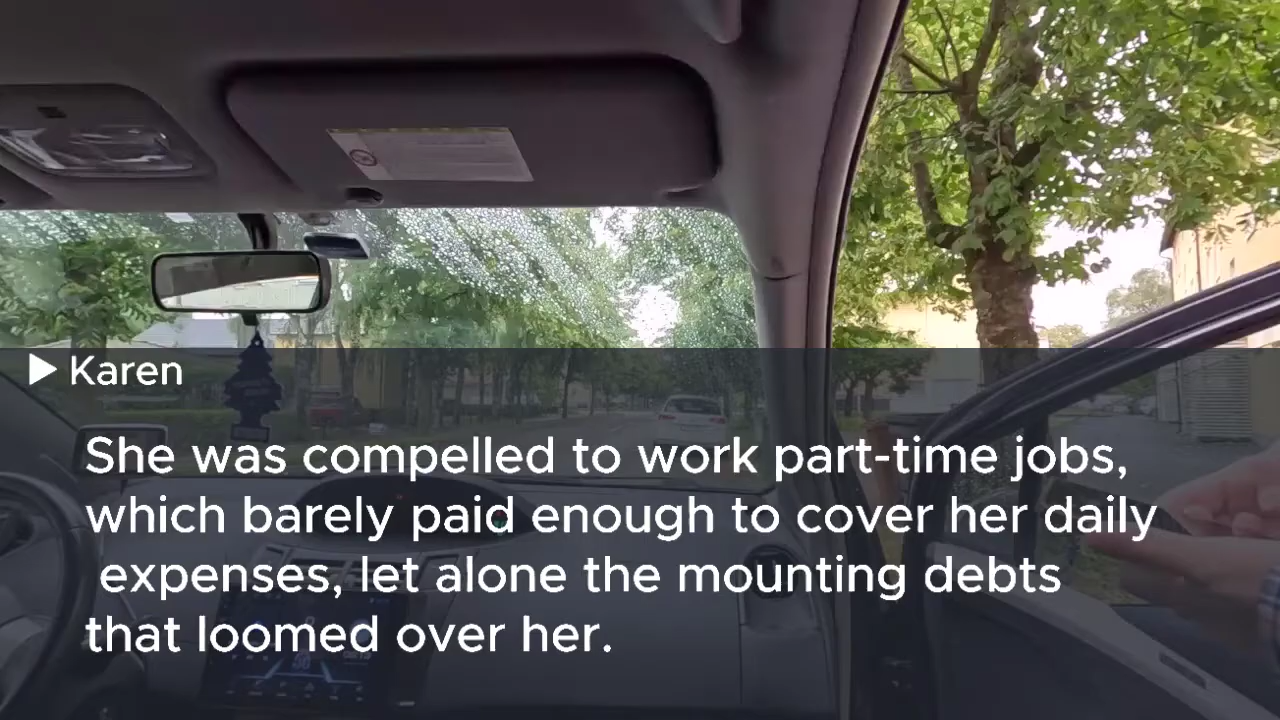 ▶ Karen
She was compelled to work part-time jobs,
which barely paid enough to cover her daily
expenses, let alone the mounting debts
that loomed over her.